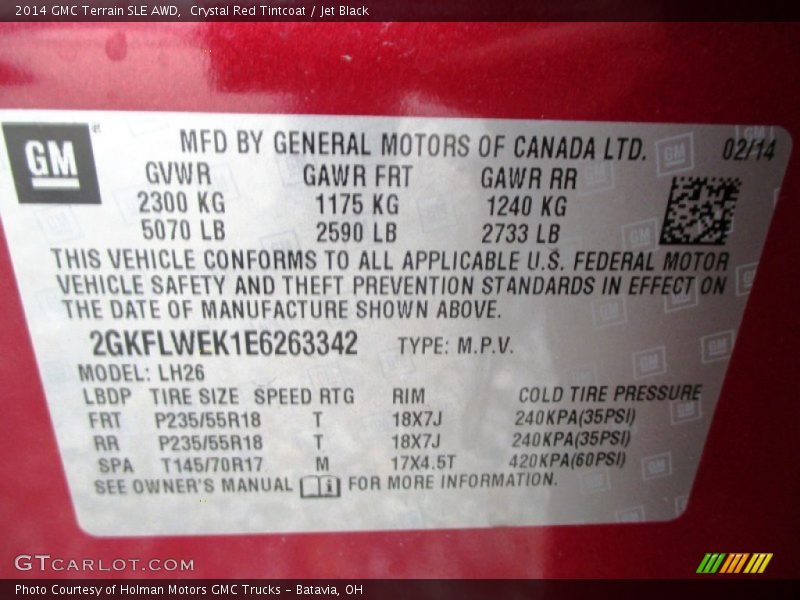 2014 GMC Terrain SLE AWD,  Crystal Red Tintcoat / Jet Black
GM
MFD BY GENERAL MOTORS OF CANADA LTD. 02/14
GVWR GAWR FRT GAWR RR
2300 KG 1175 KG 1240 KG
5070 LB 2590 LB 2733 LB
THIS VEHICLE CONFORMS TO ALL APPLICABLE U.S. FEDERAL MOTOR
VEHICLE SAFETY AND THEFT PREVENTION STANDARDS IN EFFECT ON
THE DATE OF MANUFACTURE SHOWN ABOVE.
2GKFLWEK1E6263342 TYPE: M.P.V.
MODEL: LH26
LBDP TIRE SIZE SPEED RTG RIM COLD TIRE PRESSURE
FRT P235/55R18 T 18X7J 240KPA(35PSI)
RR P235/55R18 T 18X7J 240KPA(35PSI)
SPA T145/70R17 M 17X4.5T 420KPA(60PSI)
SEE OWNER'S MANUAL i FOR MORE INFORMATION.
GTCARLOT.COM
Photo Courtesy of Holman Motors GMC Trucks - Batavia, OH